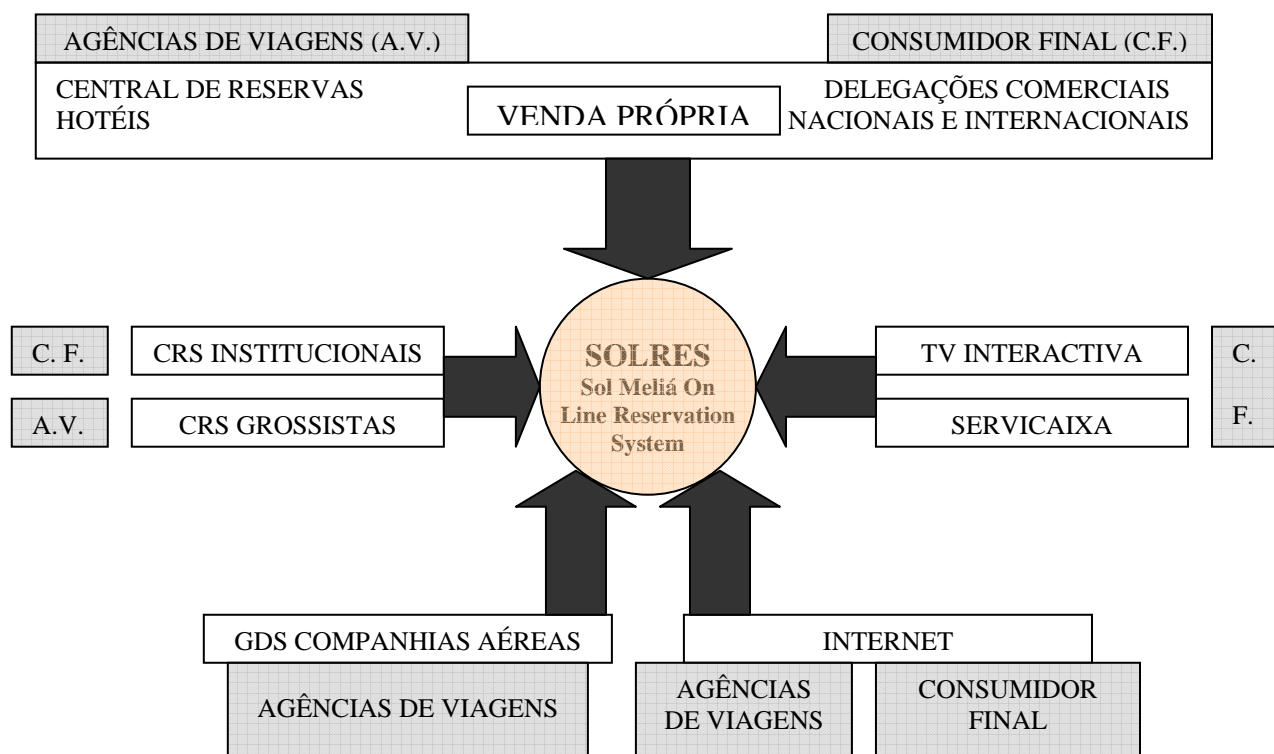 AGÊNCIAS DE VIAGENS (A.V.)
CONSUMIDOR FINAL (C.F.)
CENTRAL DE RESERVAS
HOTÉIS
VENDA PRÓPRIA
DELEGAÇÕES COMERCIAIS
NACIONAIS E INTERNACIONAIS
C. F.
CRS INSTITUCIONAIS
A.V.
CRS GROSSISTAS
SOLRES
Sol Meliá On
Line Reservation
System
TV INTERACTIVA
SERVICAIXA
C.
F.
GDS COMPANHIAS AÉREAS
AGÊNCIAS DE VIAGENS
INTERNET
AGÊNCIAS
DE VIAGENS
CONSUMIDOR
FINAL